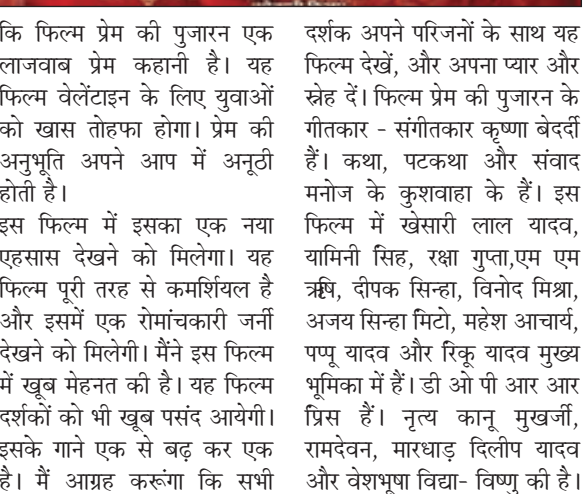 कि फिल्म प्रेम की पुजारन एक
लाजवाब प्रेम कहानी है। यह
फिल्म वेलेंटाइन के लिए युवाओं
को खास तोहफा होगा। प्रेम की
अनुभूति अपने आप में अनूठी
होती है।
इस फिल्म में इसका एक नया
एहसास देखने को मिलेगा। यह
फिल्म पूरी तरह से कमर्शियल है
और इसमें एक रोमांचकारी जर्नी
देखने को मिलेगी। मैंने इस फिल्म
में खूब मेहनत की है। यह फिल्म
दर्शकों को भी खूब पसंद आयेगी।
इसके गाने एक से बढ़ कर एक
है। मैं आग्रह करूंगा कि सभी
दर्शक अपने परिजनों के साथ यह
फिल्म देखें, और अपना प्यार और
स्नेह दें। फिल्म प्रेम की पुजारन के
गीतकार - संगीतकार कृष्णा बेदर्दी
हैं। कथा, पटकथा और संवाद
मनोज के कुशवाहा के हैं। इस
फिल्म में खेसारी लाल यादव,
यामिनी सिंह, रक्षा गुप्ता,एम एम
ऋषि, दीपक सिन्हा, विनोद मिश्रा,
अजय सिन्हा मिटो, महेश आचार्य,
पप्पू यादव और रिंकू यादव मुख्य
भूमिका में हैं। डी ओ पी आर आर
प्रिंस हैं। नृत्य कानू मुखर्जी,
रामदेवन, मारधाड़ दिलीप यादव
और वेशभूषा विद्या- विष्णु की है।